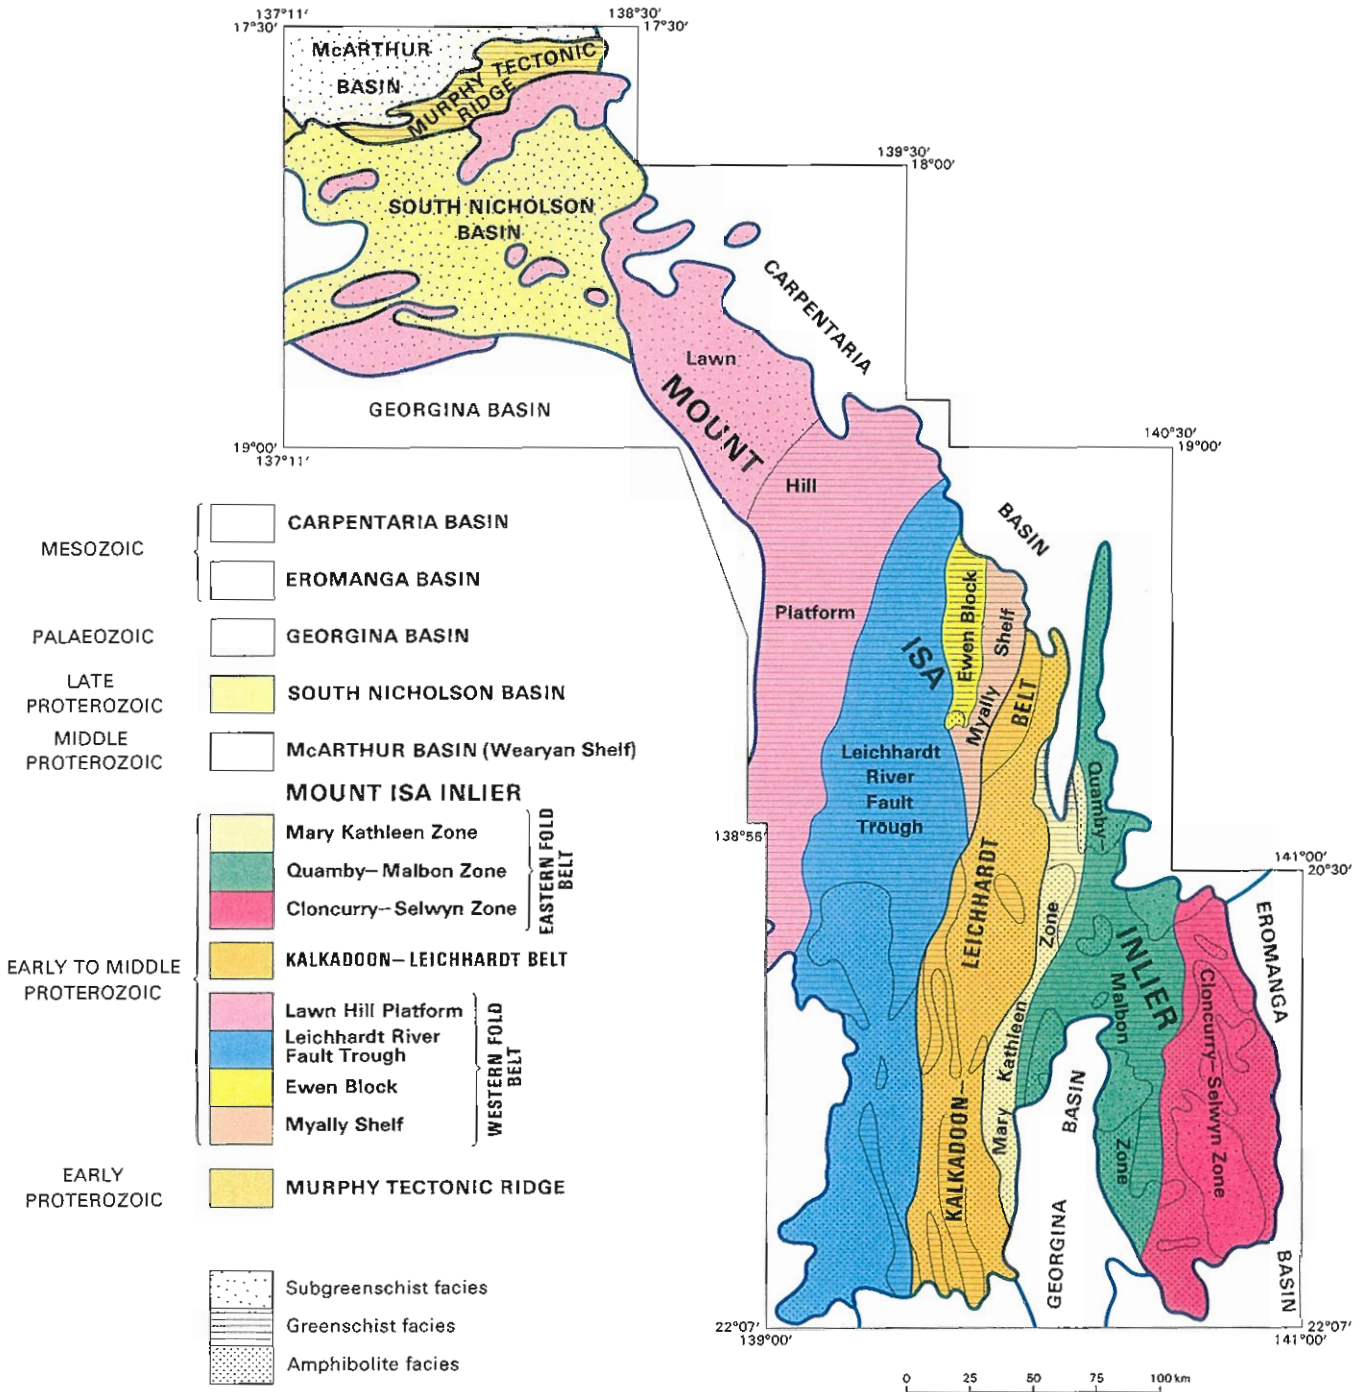 137°11′
138°30′
17°30′
17°30′
McARTHUR
BASIN
MURPHY TECTONIC
RIDGE
139°30′
18°00′
SOUTH NICHOLSON
BASIN
CARPENTARIA
Lawn
MOUNT
GEORGINA BASIN
19°00′
137°11′
140°30′
19°00′
Hill
BASIN
Platform
ISA
Ewen Block
Shelf
Myally
BELT
Leichhardt
River
Fault
Trough
Quamby–
138°56′
141°00′
20°30′
LEICHHARDT
Zone
INLIER
Malbon
EROMANGA
Cloncurry–Selwyn Zone
Kathleen
Mary
BASIN
KALKADOON–
Zone
GEORGINA
BASIN
22°07′
139°00′
22°07′
141°00′
0 25 50 75 100 km
MESOZOIC
CARPENTARIA BASIN
EROMANGA BASIN
PALAEOZOIC
GEORGINA BASIN
LATE
PROTEROZOIC
SOUTH NICHOLSON BASIN
MIDDLE
PROTEROZOIC
McARTHUR BASIN (Wearyan Shelf)
MOUNT ISA INLIER
EARLY TO MIDDLE
PROTEROZOIC
Mary Kathleen Zone
Quamby–Malbon Zone
Cloncurry–Selwyn Zone
EASTERN FOLD
BELT
KALKADOON–LEICHHARDT BELT
Lawn Hill Platform
Leichhardt River
Fault Trough
Ewen Block
Myally Shelf
WESTERN FOLD
BELT
EARLY
PROTEROZOIC
MURPHY TECTONIC RIDGE
Subgreenschist facies
Greenschist facies
Amphibolite facies